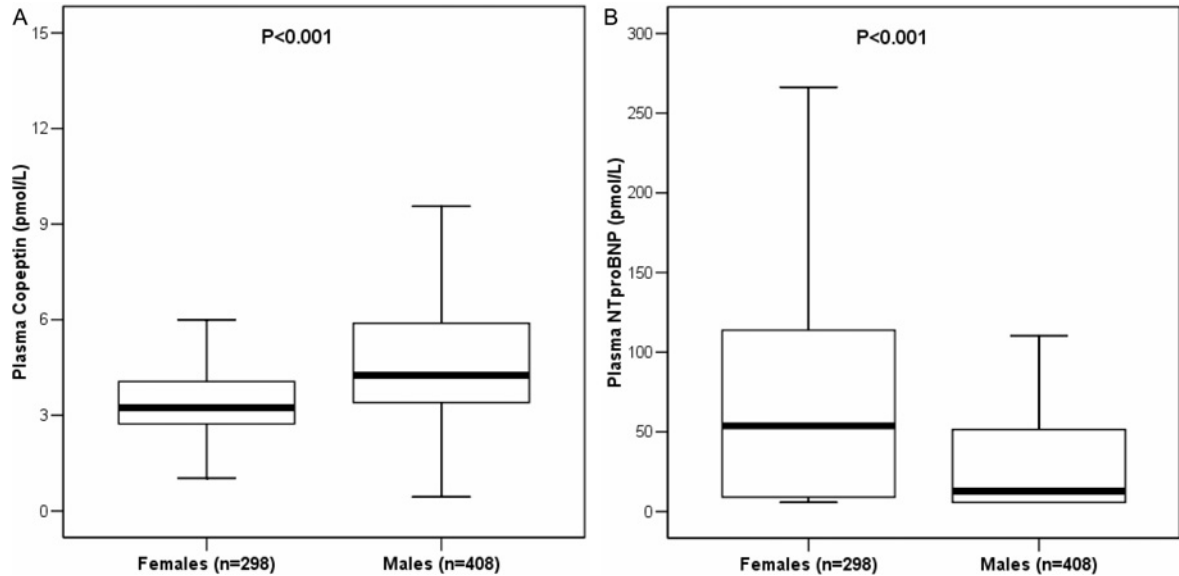 A
P<0.001
15
12
9
6
3
0
Plasma Copeptin (pmol/L)
Females (n=298)
Males (n=408)
B
P<0.001
300
250
200
150
100
50
0
Plasma NTproBNP (pmol/L)
Females (n=298)
Males (n=408)